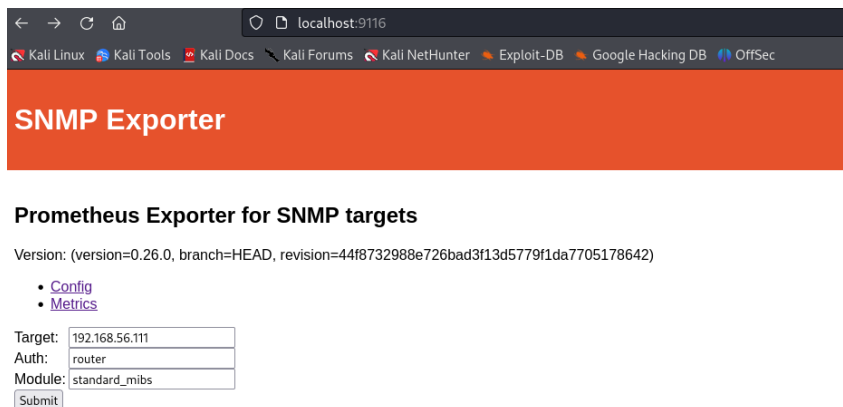 localhost:9116
Kali Linux Kali Tools Kali Docs Kali Forums Kali NetHunter Exploit-DB Google Hacking DB OffSec
SNMP Exporter
Prometheus Exporter for SNMP targets
Version: (version=0.26.0, branch=HEAD, revision=44f8732988e726bad3f13d5779f1da7705178642)
Config
Metrics
Target: 192.168.56.111
Auth: router
Module: standard_mibs
Submit